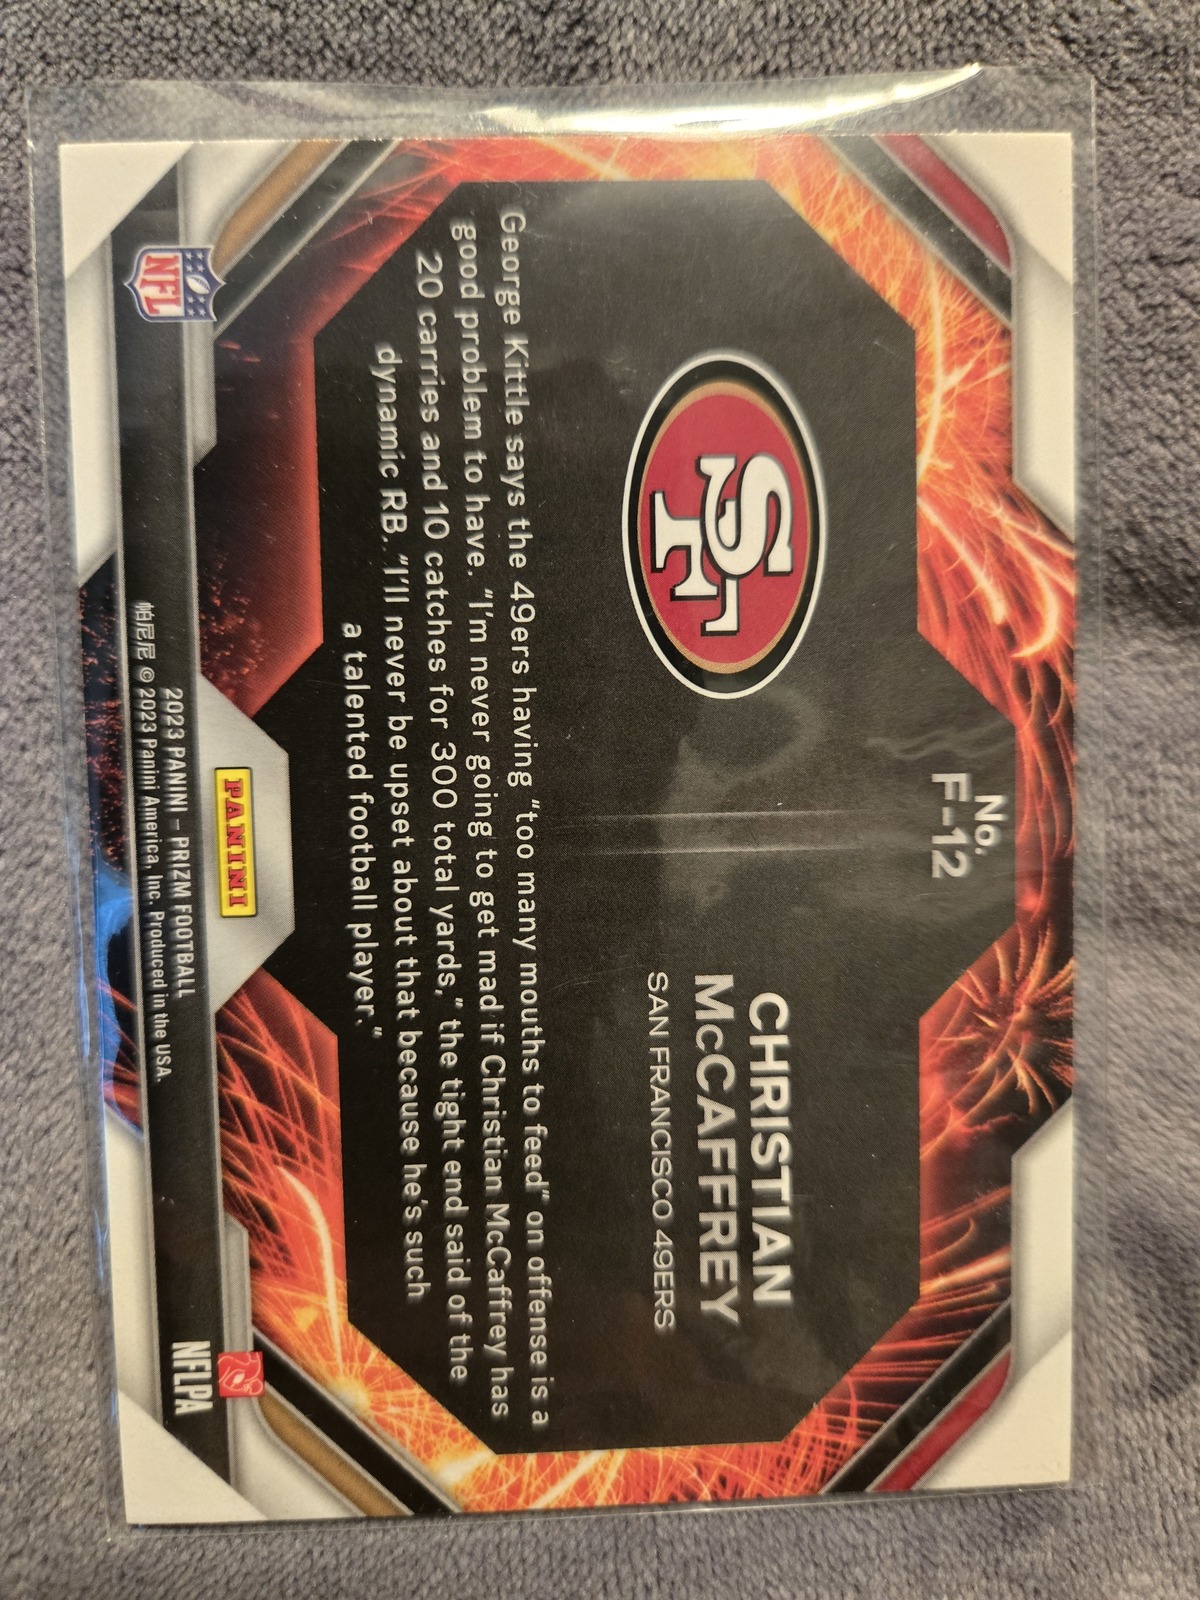 No.
F-12
CHRISTIAN
McCAFFREY
SAN FRANCISCO 49ERS
SF
George Kittle says the 49ers having "too many mouths to feed" on offense is a
good problem to have. "I'm never going to get mad if Christian McCaffrey has
20 carries and 10 catches for 300 total yards," the tight end said of the
dynamic RB. "I'll never be upset about that because he's such
a talented football player."
PANINI
NFL
2023 PANINI – PRIZM FOOTBALL
帕尼尼 © 2023 Panini America, Inc. Produced in the USA.
NFLPA